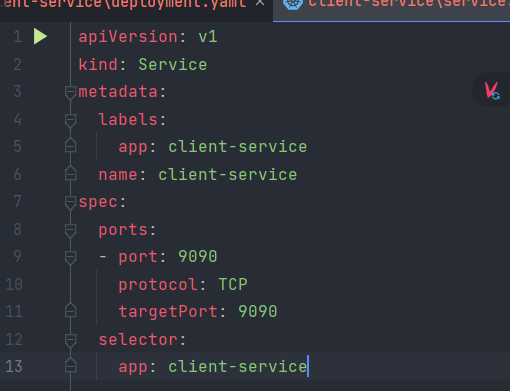 ent-service\deployment.yaml × client-service\service.
1 apiVersion: v1
2 kind: Service
3 metadata:
4   labels:
5     app: client-service
6   name: client-service
7 spec:
8   ports:
9   - port: 9090
10     protocol: TCP
11     targetPort: 9090
12   selector:
13     app: client-service